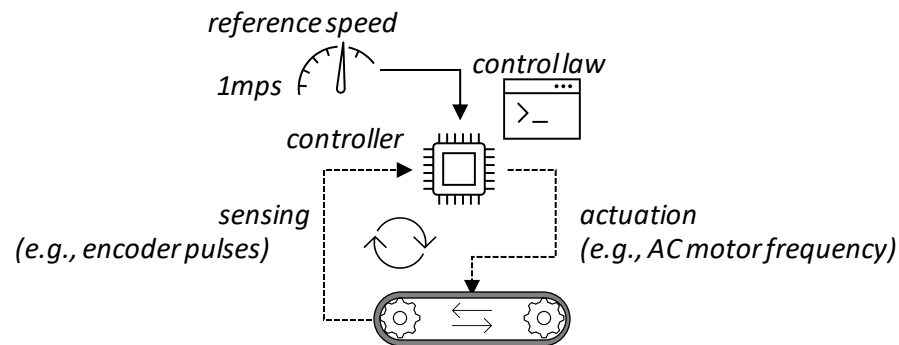 reference speed
1mps
control law
>_
controller
sensing
(e.g., encoder pulses)
actuation
(e.g., AC motor frequency)